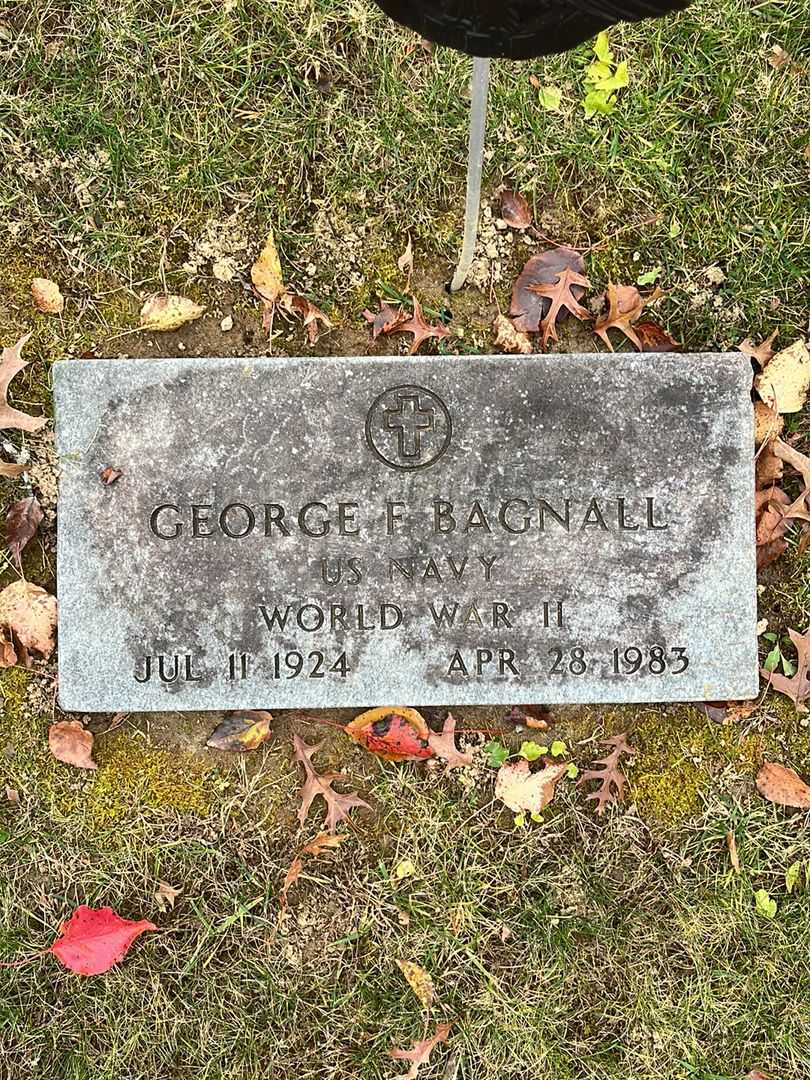 GEORGE F BAGNALL
US NAVY
WORLD WAR II
JUL 11 1924 APR 28 1983